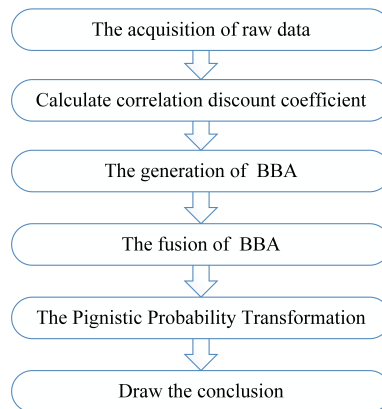 The acquisition of raw data
Calculate correlation discount coefficient
The generation of BBA
The fusion of BBA
The Pignistic Probability Transformation
Draw the conclusion